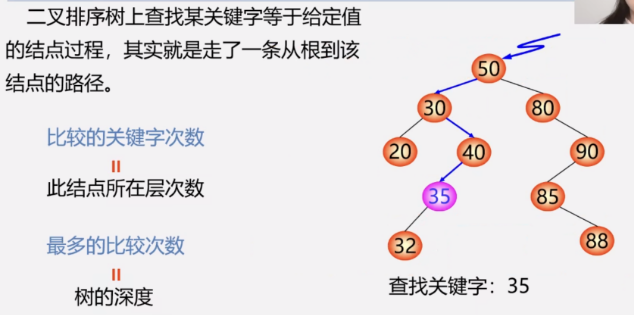 二叉排序树上查找某关键字等于给定值
的结点过程，其实就是走了一条从根到该
结点的路径。
比较的关键字次数
=
此结点所在层次数
最多的比较次数
=
树的深度
50
30 80
20 40 90
35 85
32 88
查找关键字：35